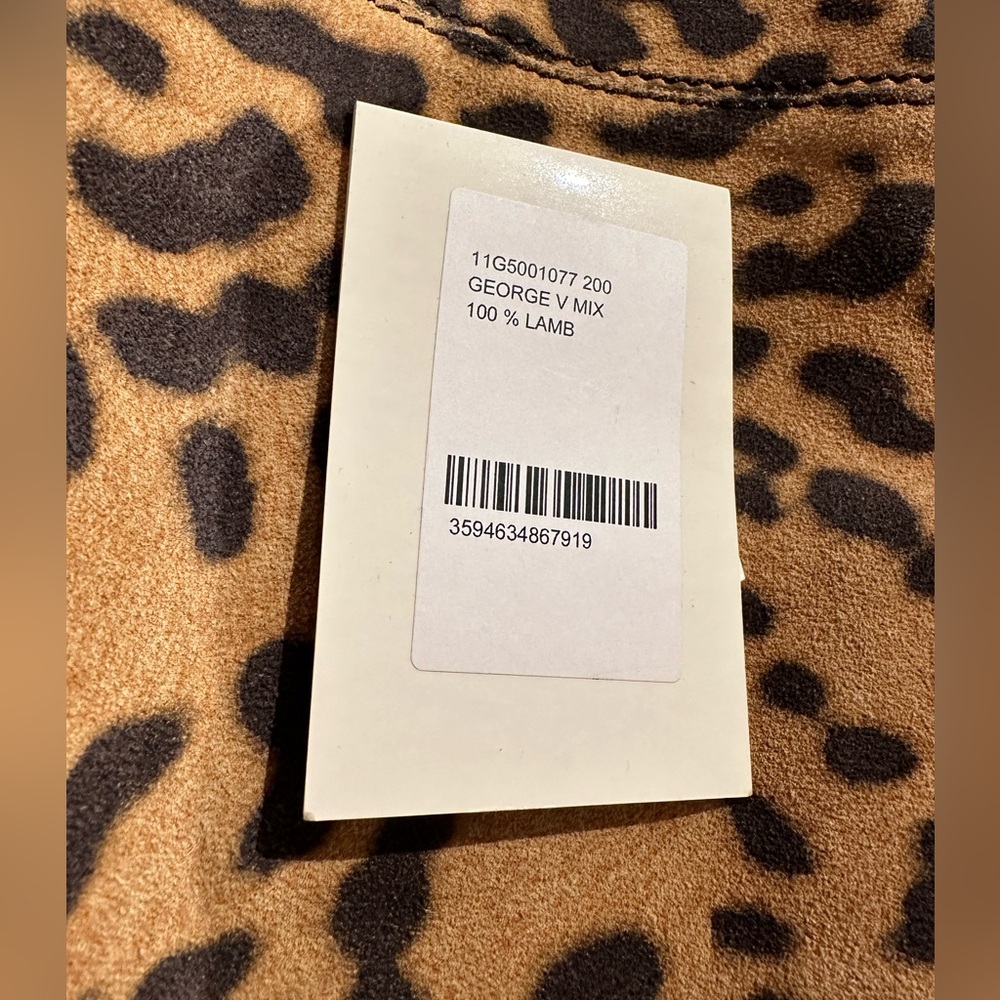 11G5001077 200
GEORGE V MIX
100 % LAMB
3594634867919